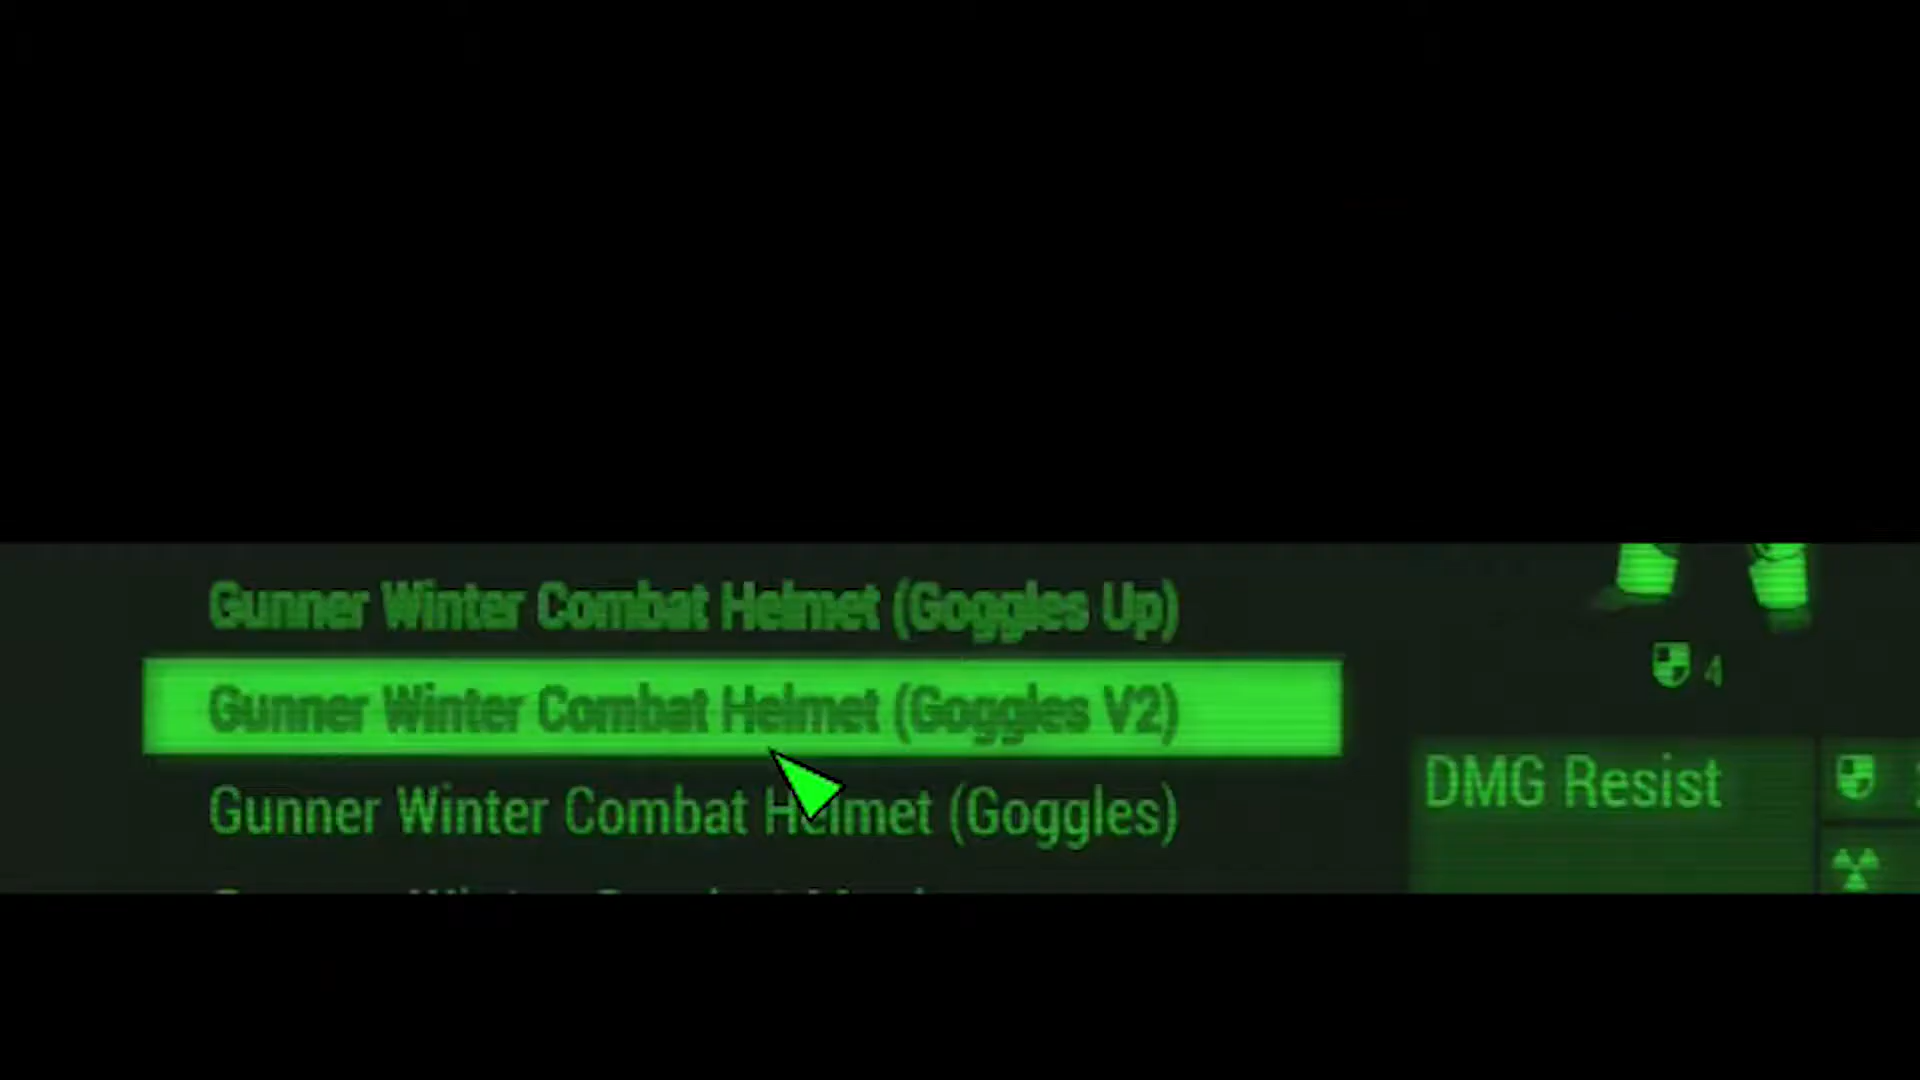 Gunner Winter Combat Helmet (Goggles Up)
Gunner Winter Combat Helmet (Goggles V2)
4
Gunner Winter Combat Helmet (Goggles)
DMG Resist